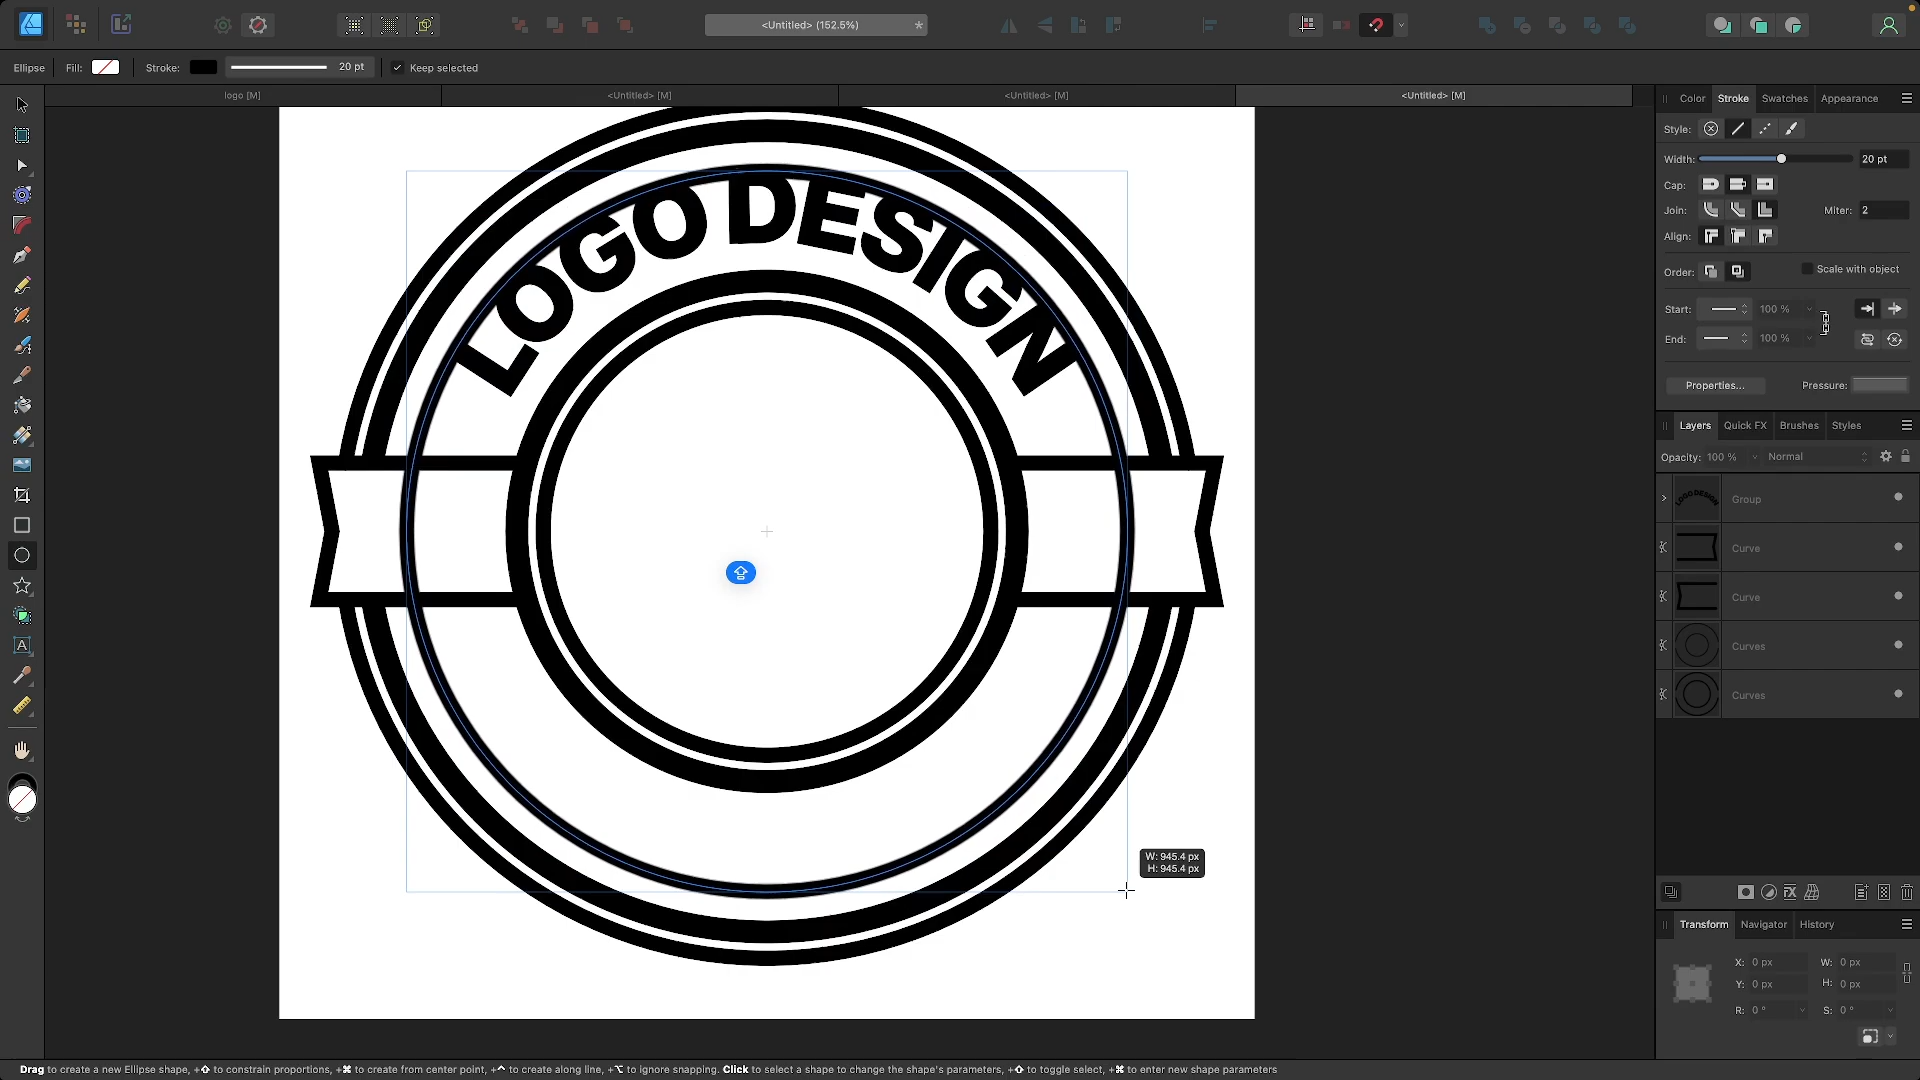 <Untitled> (152.5%)
*
Ellipse
Fill:
Stroke:
20 pt
Keep selected
logo [M]
<Untitled> [M]
<Untitled> [M]
<Untitled> [M]
Color
Stroke
Swatches
Appearance
Style:
Width:
20 pt
Cap:
Join:
Miter: 2
Align:
Order:
Scale with object
Start:
100 %
End:
100 %
Properties...
Pressure:
LOGO DESIGN
Layers
Quick FX
Brushes
Styles
Opacity: 100 %
Normal
LOGO DESIGN
Group
Curve
Curve
Curves
Curves
W: 945.4 px
H: 945.4 px
Transform
Navigator
History
X: 0 px
W: 0 px
Y: 0 px
H: 0 px
R: 0 °
S: 0 °
Drag to create a new Ellipse shape, +⇧ to constrain proportions, +⌘ to create from center point, +⌃ to create along line, +⌥ to ignore snapping. Click to select a shape to change the shape's parameters, +⇧ to toggle select, +⌘ to enter new shape parameters